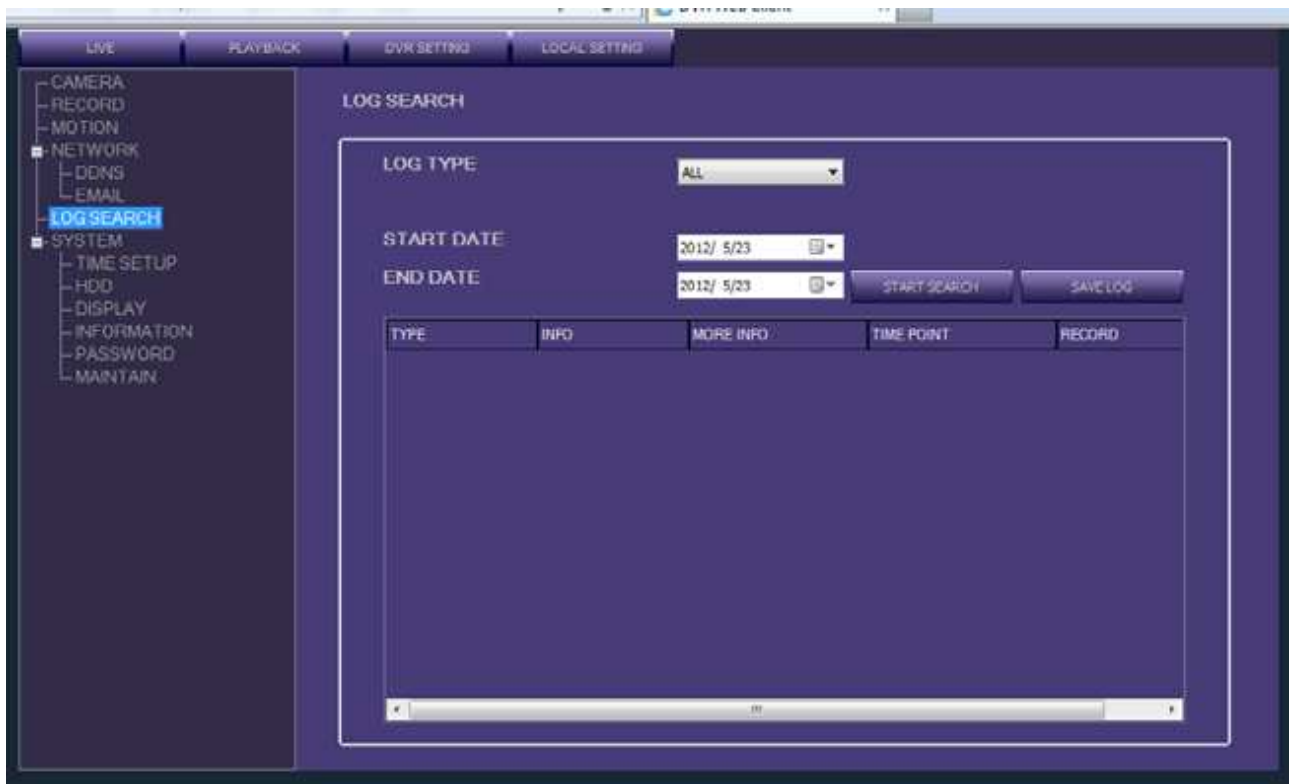 LIVE PLAYBACK DVR SETTING LOCAL SETTING
CAMERA
RECORD
MOTION
NETWORK
DDNS
EMAIL
LOG SEARCH
SYSTEM
TIME SETUP
HDD
DISPLAY
INFORMATION
PASSWORD
MAINTAIN
LOG SEARCH
LOG TYPE ALL
START DATE 2012/ 5/23
END DATE 2012/ 5/23 START SEARCH SAVE LOG
TYPE INFO MORE INFO TIME POINT RECORD